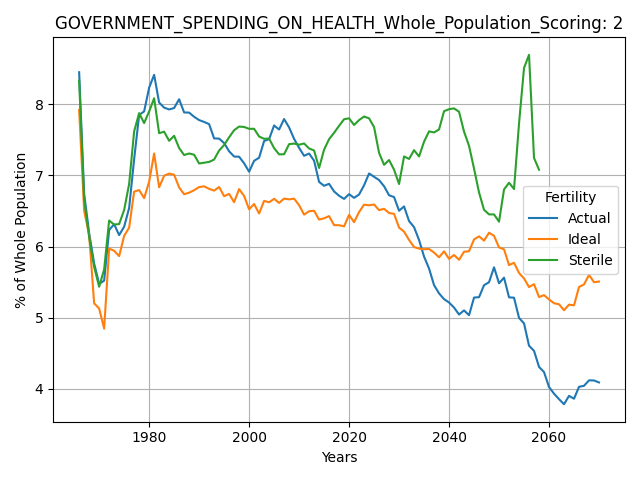 GOVERNMENT_SPENDING_ON_HEALTH_Whole_Population_Scoring: 2
% of Whole Population
8
7
6
5
4
Fertility
Actual
Ideal
Sterile
1980 2000 2020 2040 2060
Years